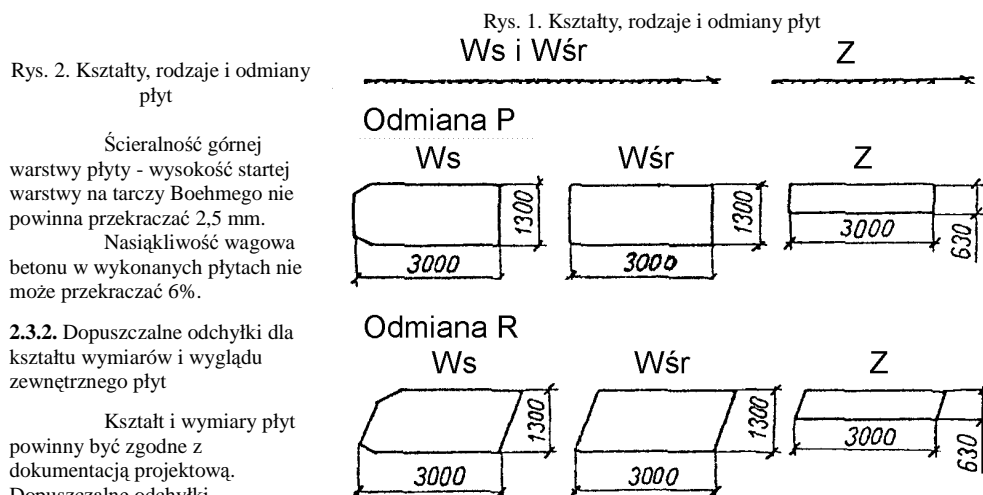 Rys. 1. Kształty, rodzaje i odmiany płyt
Rys. 2. Kształty, rodzaje i odmiany
płyt
Ścieralność górnej
warstwy płyty - wysokość startej
warstwy na tarczy Boehmego nie
powinna przekraczać 2,5 mm.
Nasiąkliwość wagowa
betonu w wykonanych płytach nie
może przekraczać 6%.
2.3.2. Dopuszczalne odchyłki dla
kształtu wymiarów i wyglądu
zewnętrznego płyt
Kształt i wymiary płyt
powinny być zgodne z
dokumentacją projektową.
Dopuszczalne odchyłki
Ws i Wśr
Z
Odmiana P
Ws
Wśr
Z
1300
1300
630
3000
3000
3000
Odmiana R
Ws
Wśr
Z
1300
1300
630
3000
3000
3000